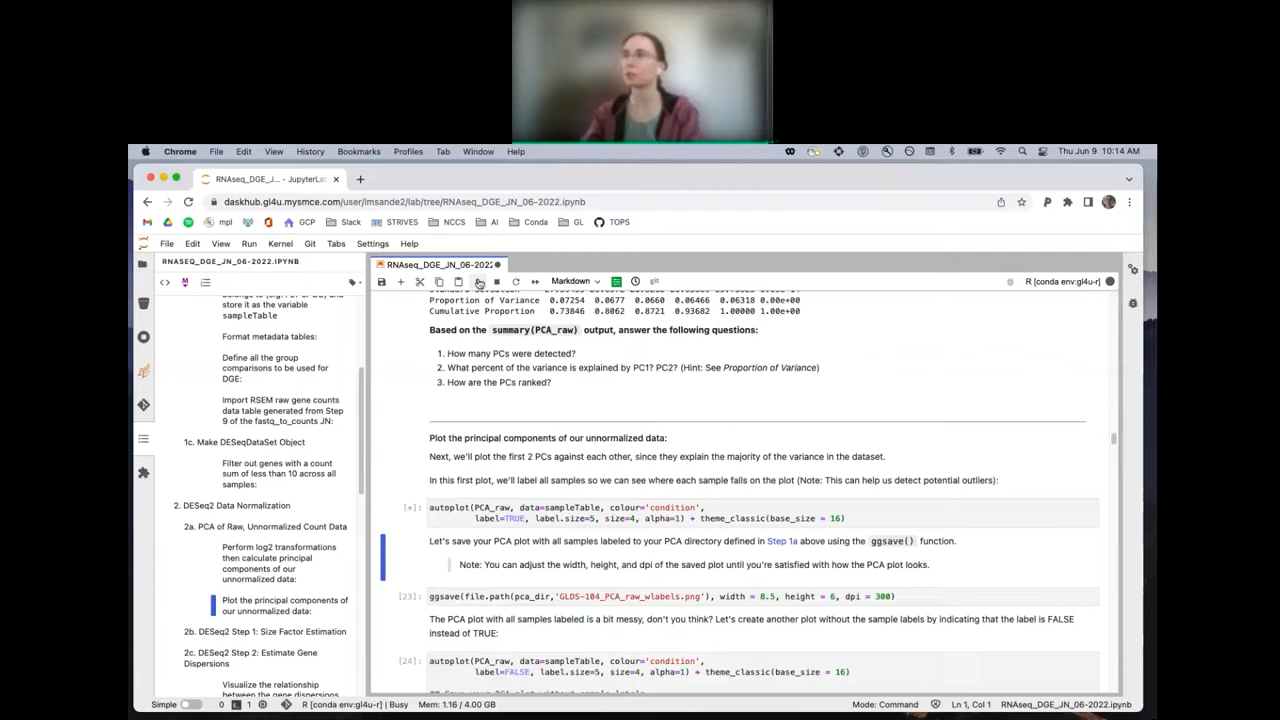 Chrome File Edit View History Bookmarks Profiles Tab Window Help Thu Jun 9 10:14 AM
RNAseq_DGE_J... - JupyterLa
daskhub.gl4u.mysmce.com/user/lmsande2/lab/tree/RNAseq_DGE_JN_06-2022.ipynb
mpl GCP Slack STRIVES NCCS AI Conda GL TOPS
File Edit View Run Kernel Git Tabs Settings Help
RNASEQ_DGE_JN_06-2022.IPYNB
RNAseq_DGE_JN_06-2022
Markdown git R [conda env:gl4u-r]
store it as the variable
sampleTable
Format metadata tables:
Define all the group
comparisons to be used for
DGE:
Import RSEM raw gene counts
data table generated from Step
9 of the fastq_to_counts JN:
1c. Make DESeqDataSet Object
Filter out genes with a count
sum of less than 10 across all
samples:
2. DESeq2 Data Normalization
2a. PCA of Raw, Unnormalized Count Data
Perform log2 transformations
then calculate principal
components of our
unnormalized data:
Plot the principal components of
our unnormalized data:
2b. DESeq2 Step 1: Size Factor Estimation
2c. DESeq2 Step 2: Estimate Gene
Dispersions
Visualize the relationship
between the gene dispersions
Proportion of Variance 0.07254 0.0677 0.0660 0.06466 0.06318 0.00e+00
Cumulative Proportion 0.73846 0.8062 0.8721 0.93682 1.00000 1.00e+00
Based on the summary(PCA_raw) output, answer the following questions:
1. How many PCs were detected?
2. What percent of the variance is explained by PC1? PC2? (Hint: See Proportion of Variance)
3. How are the PCs ranked?
Plot the principal components of our unnormalized data:
Next, we'll plot the first 2 PCs against each other, since they explain the majority of the variance in the dataset.
In this first plot, we'll label all samples so we can see where each sample falls on the plot (Note: This can help us detect potential outliers):
[*]: autoplot(PCA_raw, data=sampleTable, colour='condition',
label=TRUE, label.size=5, size=4, alpha=1) + theme_classic(base_size = 16)
Let's save your PCA plot with all samples labeled to your PCA directory defined in Step 1a above using the ggsave() function.
Note: You can adjust the width, height, and dpi of the saved plot until you're satisfied with how the PCA plot looks.
[23]: ggsave(file.path(pca_dir,'GLDS-104_PCA_raw_wlabels.png'), width = 8.5, height = 6, dpi = 300)
The PCA plot with all samples labeled is a bit messy, don't you think? Let's create another plot without the sample labels by indicating that the label is FALSE
instead of TRUE:
[24]: autoplot(PCA_raw, data=sampleTable, colour='condition',
label=FALSE, label.size=5, size=4, alpha=1) + theme_classic(base_size = 16)
Simple 0 1 R [conda env:gl4u-r] | Busy Mem: 1.16 / 4.00 GB Mode: Command Ln 1, Col 1 RNAseq_DGE_JN_06-2022.ipynb